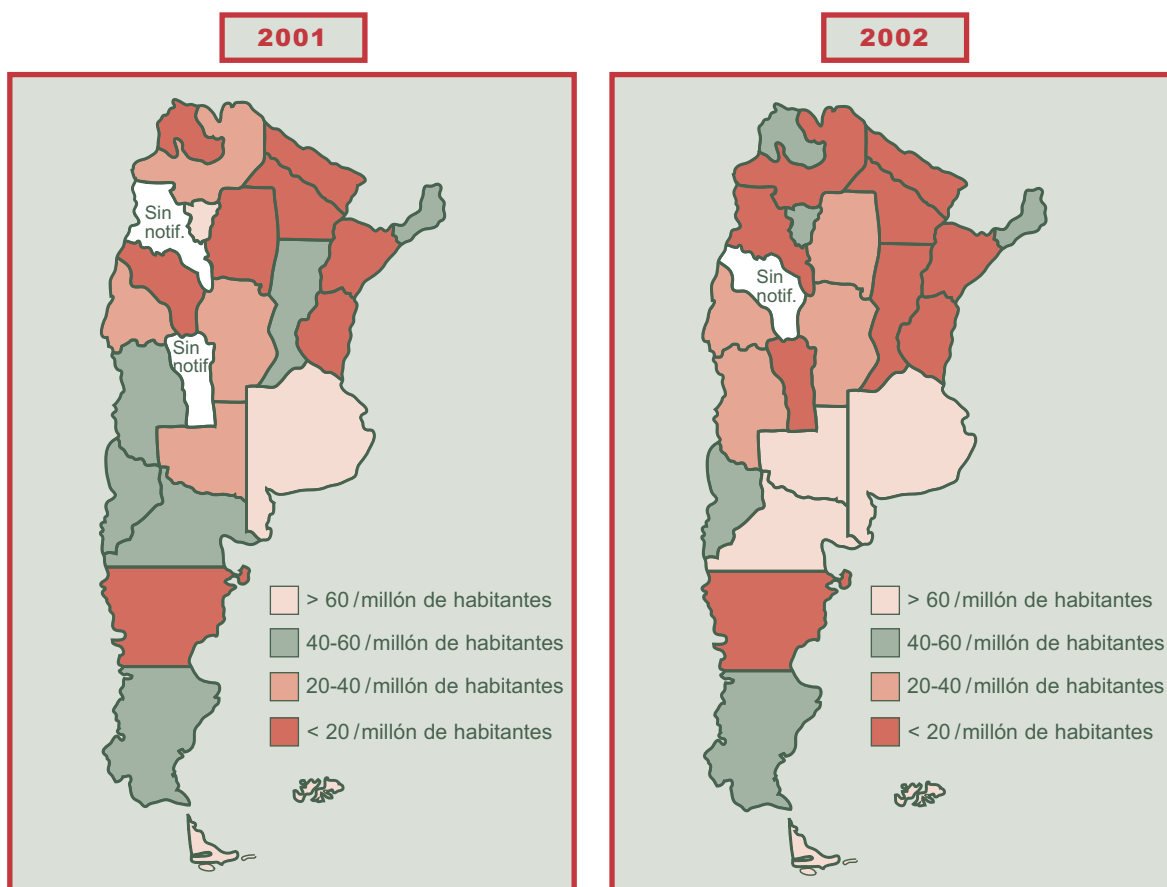 2001
Sin
notif.
Sin
notif
> 60/millón de habitantes
40-60/millón de habitantes
20-40/millón de habitantes
< 20/millón de habitantes
2002
Sin
notif.
> 60/millón de habitantes
40-60/millón de habitantes
20-40/millón de habitantes
< 20/millón de habitantes